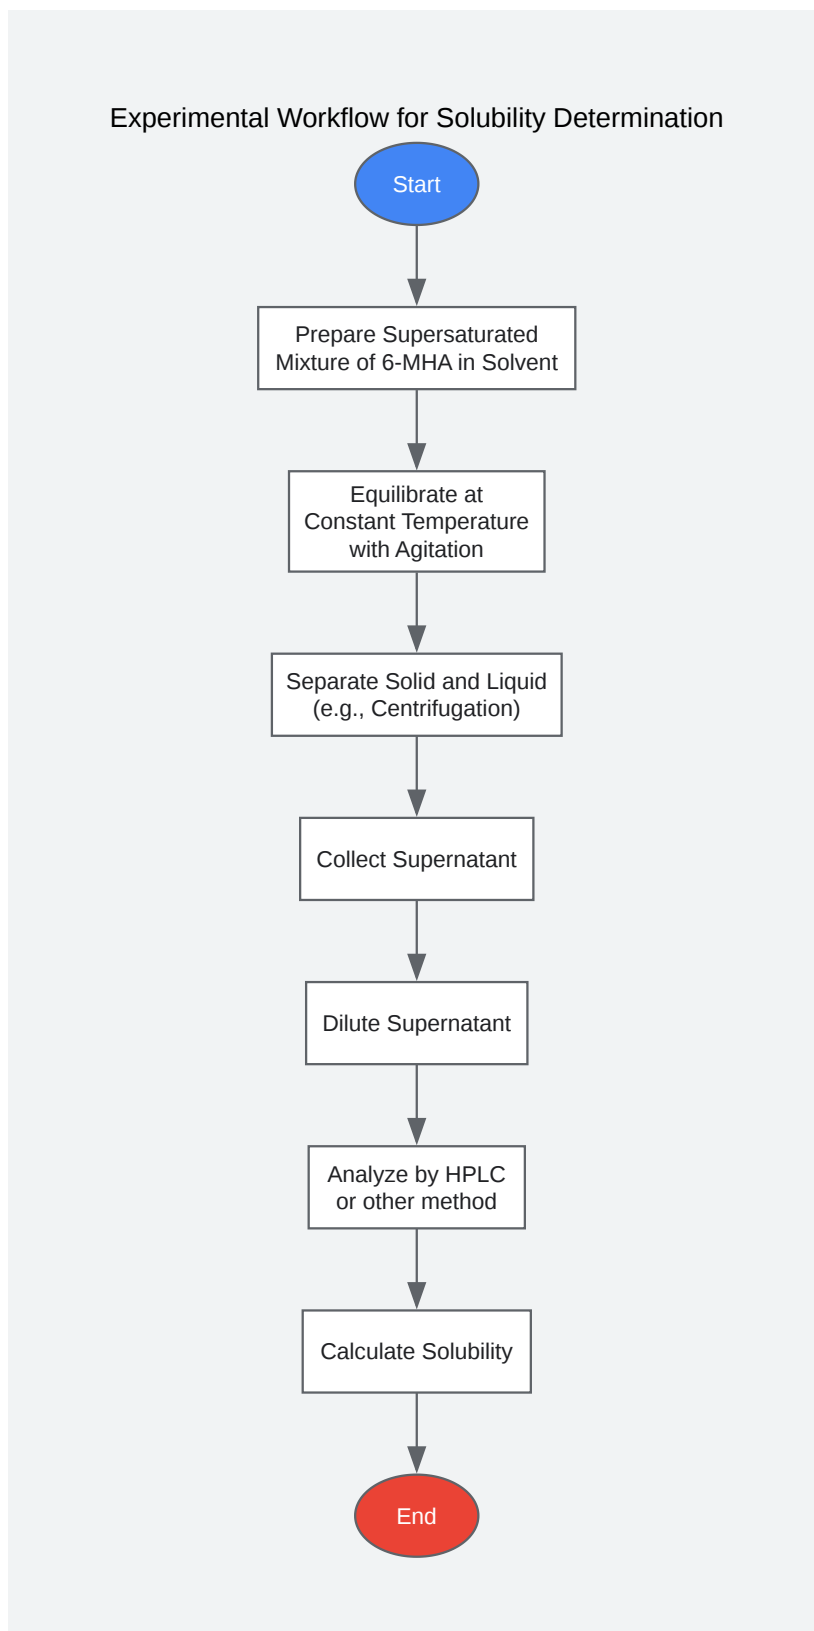 Experimental Workflow for Solubility Determination
Start
Prepare Supersaturated
Mixture of 6-MHA in Solvent
Equilibrate at
Constant Temperature
with Agitation
Separate Solid and Liquid
(e.g., Centrifugation)
Collect Supernatant
Dilute Supernatant
Analyze by HPLC
or other method
Calculate Solubility
End